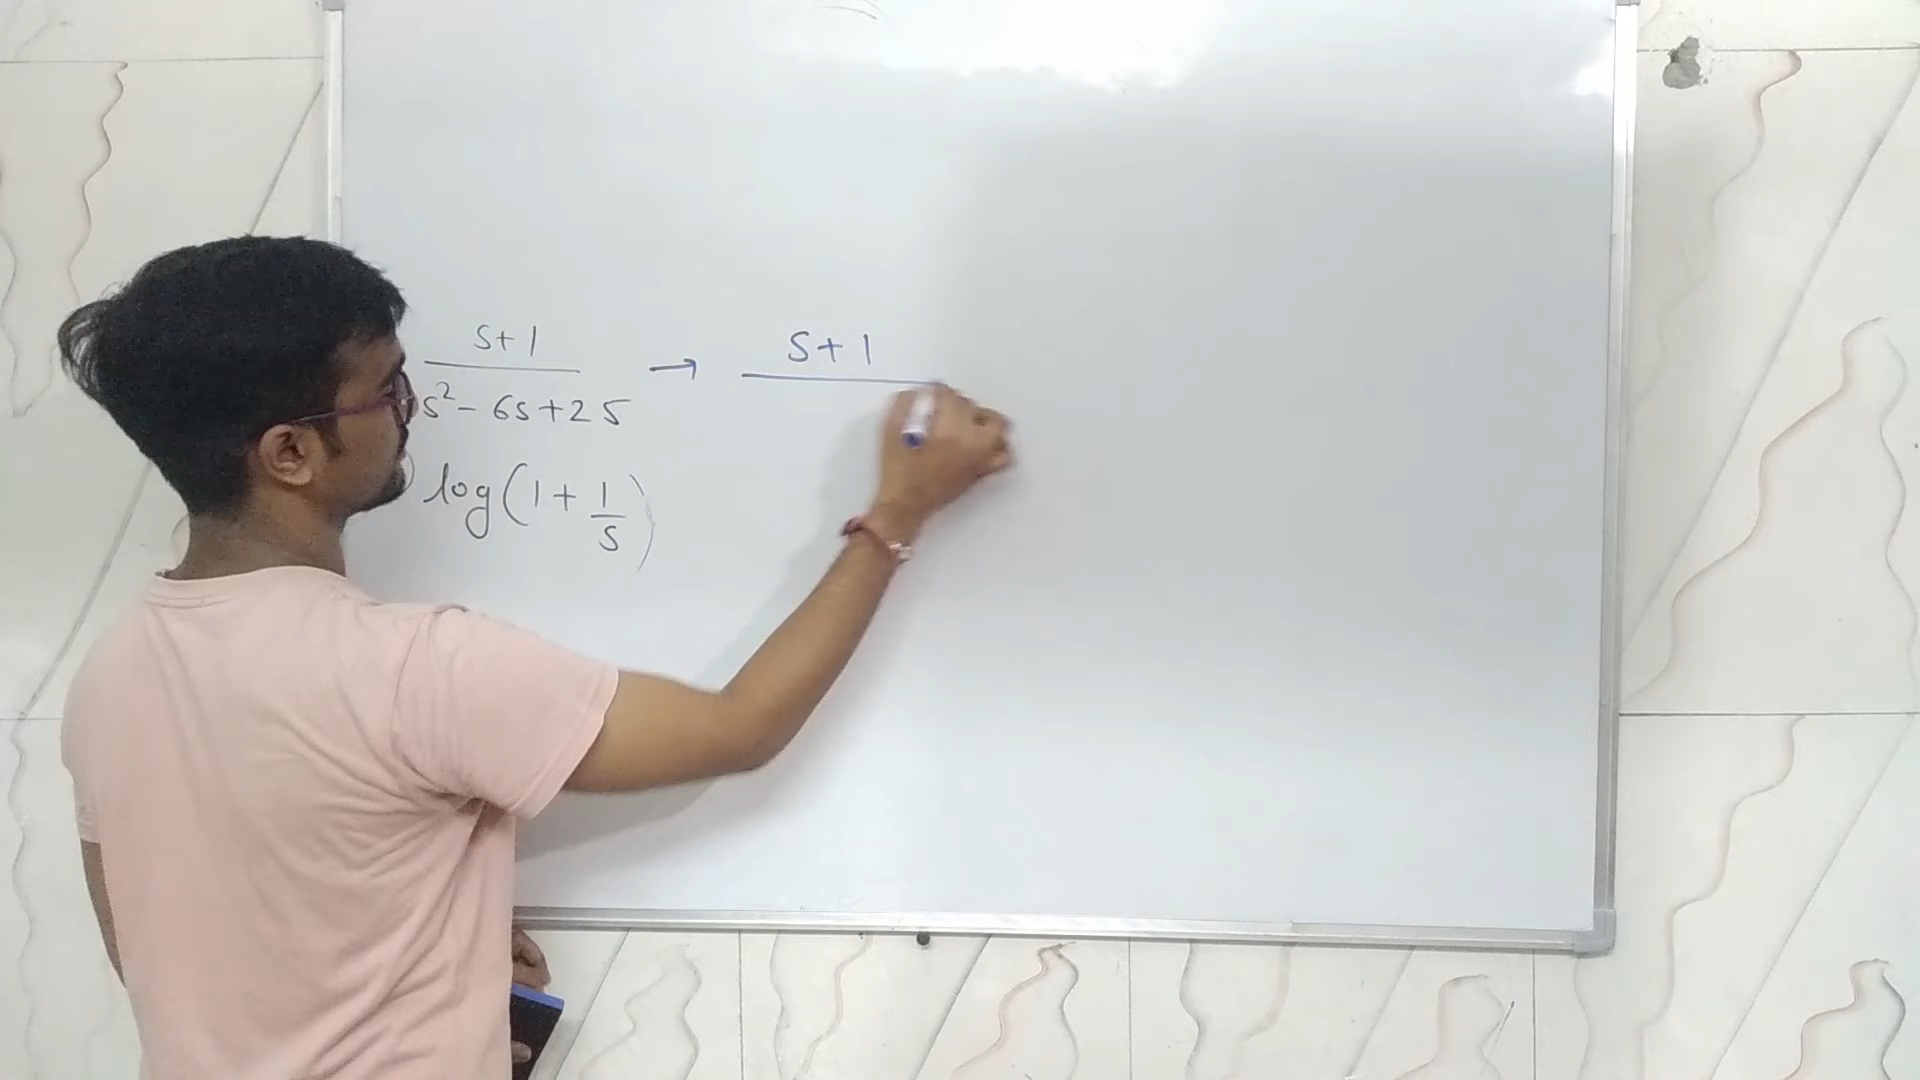 s+1 / s²-6s+25 → s+1
log(1+1/s)